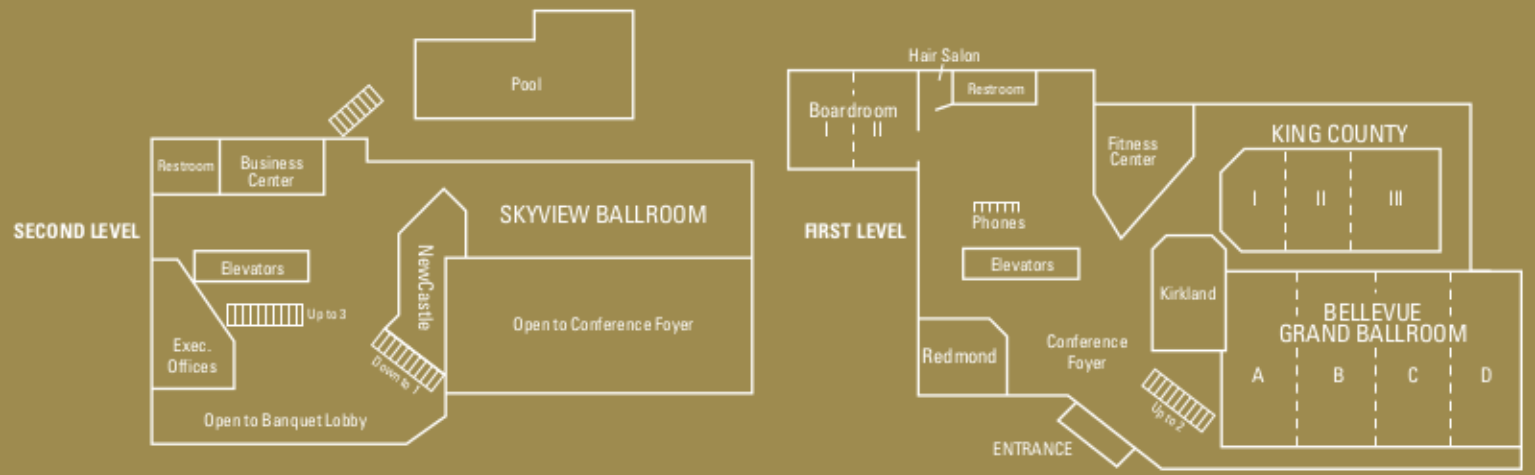 Pool
Restroom
Business
Center
SECOND LEVEL
SKYVIEW BALLROOM
NewCastle
Elevators
Up to 3
Open to Conference Foyer
Exec.
Offices
Down to 1
Open to Banquet Lobby
Hair Salon
Restroom
Boardroom
I II
Fitness
Center
KING COUNTY
I II III
Phones
FIRST LEVEL
Elevators
Kirkland
BELLEVUE
GRAND BALLROOM
Redmond
Conference
Foyer
A B C D
Up to 2
ENTRANCE